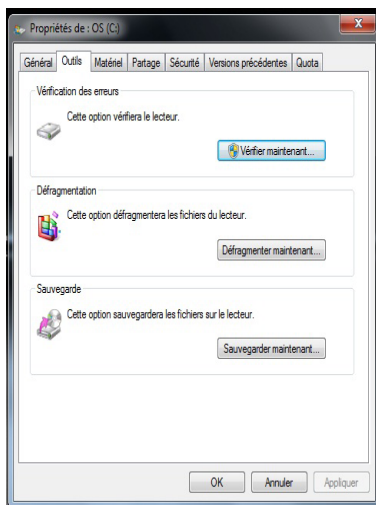 Propriétés de : OS (C:)
Général Outils Matériel Partage Sécurité Versions précédentes Quota
Vérification des erreurs
Cette option vérifiera le lecteur.
Vérifier maintenant...
Défragmentation
Cette option défragmentera les fichiers du lecteur.
Défragmenter maintenant...
Sauvegarde
Cette option sauvegardera les fichiers sur le lecteur.
Sauvegarder maintenant...
OK Annuler Appliquer